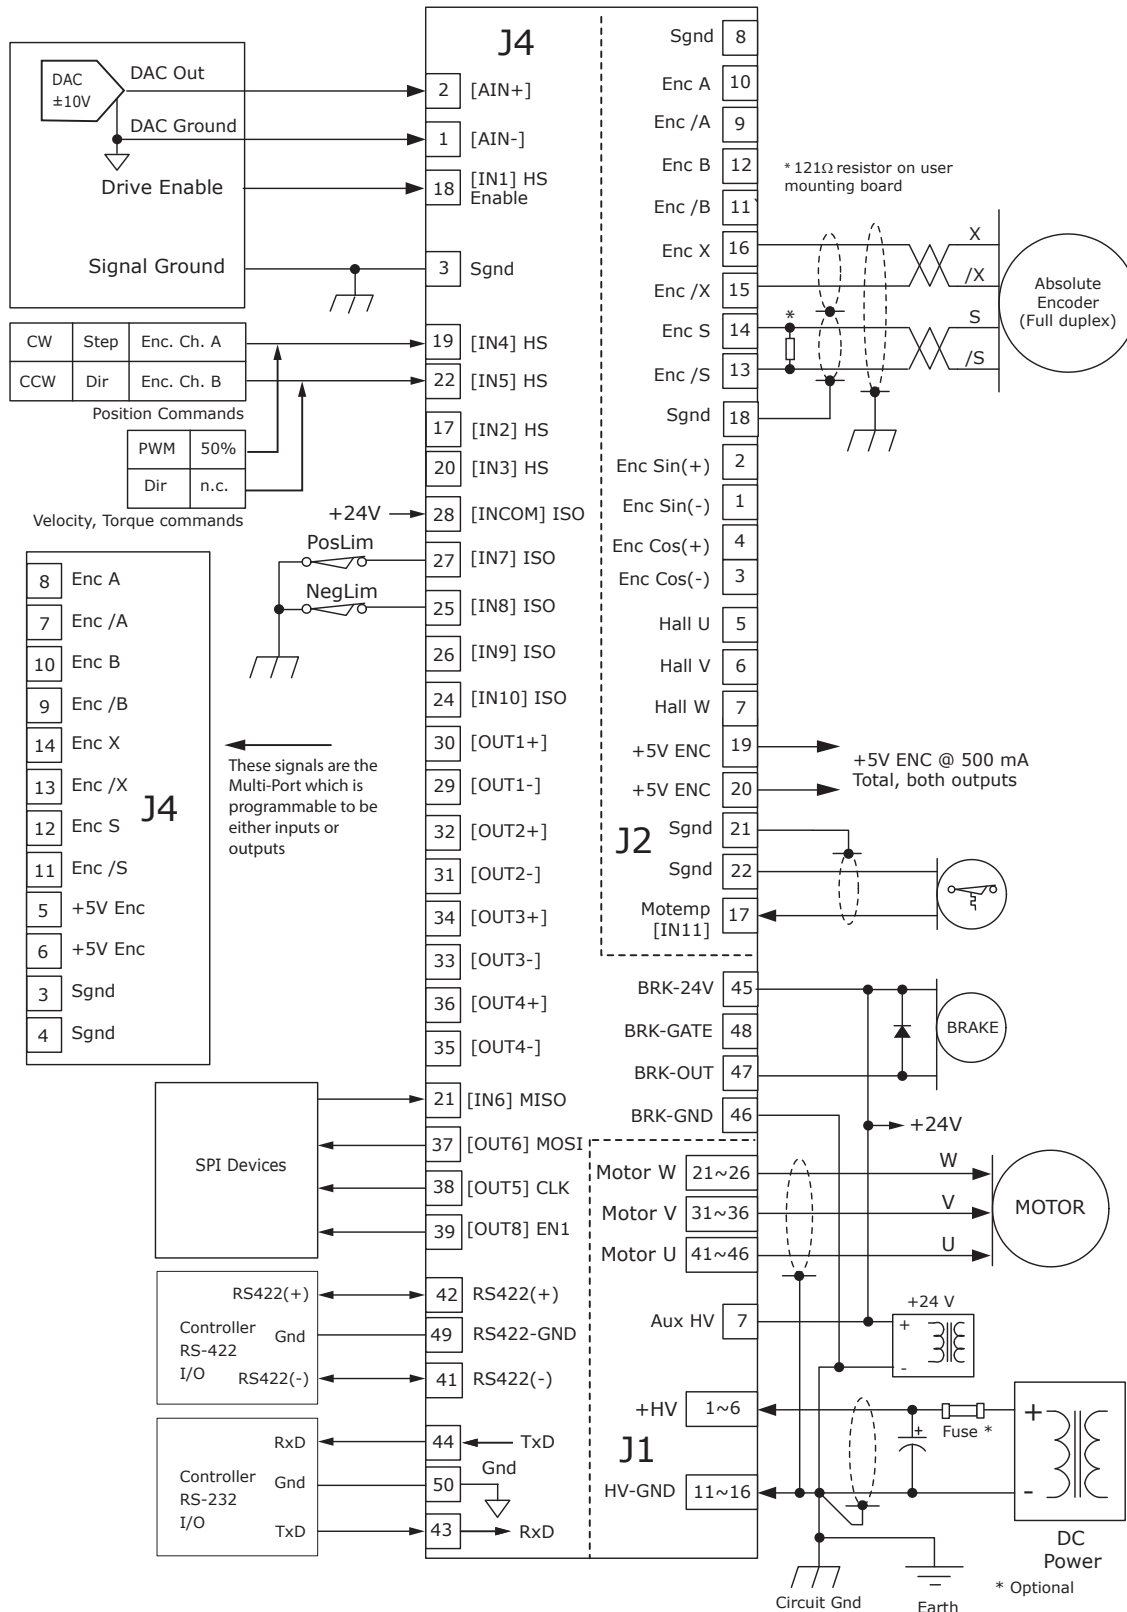 J4
DAC
±10V
DAC Out
2 [AIN+]
DAC Ground
1 [AIN-]
Drive Enable
18 [IN1] HS
Enable
Signal Ground
3 Sgnd
CW Step Enc. Ch. A
19 [IN4] HS
CCW Dir Enc. Ch. B
22 [IN5] HS
Position Commands
17 [IN2] HS
PWM 50%
20 [IN3] HS
Dir n.c.
Velocity, Torque commands
+24V
28 [INCOM] ISO
PosLim
27 [IN7] ISO
NegLim
25 [IN8] ISO
26 [IN9] ISO
24 [IN10] ISO
30 [OUT1+]
29 [OUT1-]
32 [OUT2+]
31 [OUT2-]
34 [OUT3+]
33 [OUT3-]
36 [OUT4+]
35 [OUT4-]
8 Enc A
7 Enc /A
10 Enc B
9 Enc /B
14 Enc X
13 Enc /X
12 Enc S
11 Enc /S
5 +5V Enc
6 +5V Enc
3 Sgnd
4 Sgnd
J4
These signals are the
Multi-Port which is
programmable to be
either inputs or
outputs
SPI Devices
21 [IN6] MISO
37 [OUT6] MOSI
38 [OUT5] CLK
39 [OUT8] EN1
Controller
RS-422
I/O
RS422(+)
42 RS422(+)
Gnd
49 RS422-GND
RS422(-)
41 RS422(-)
Controller
RS-232
I/O
RxD
44 TxD
Gnd
50 Gnd
TxD
43 RxD
J2
Sgnd 8
Enc A 10
Enc /A 9
Enc B 12
Enc /B 11
Enc X 16
Enc /X 15
Enc S 14
Enc /S 13
Sgnd 18
Enc Sin(+) 2
Enc Sin(-) 1
Enc Cos(+) 4
Enc Cos(-) 3
Hall U 5
Hall V 6
Hall W 7
+5V ENC 19
+5V ENC 20
Sgnd 21
Sgnd 22
Motemp
[IN11]
17
* 121Ω resistor on user
mounting board
*
X
/X
S
/S
Absolute
Encoder
(Full duplex)
+5V ENC @ 500 mA
Total, both outputs
BRK-24V 45
BRK-GATE 48
BRK-OUT 47
BRK-GND 46
BRAKE
+24V
J1
Motor W 21~26
W
Motor V 31~36
V
Motor U 41~46
U
MOTOR
Aux HV 7
+24 V
+
-
+HV 1~6
+
Fuse *
HV-GND 11~16
+
-
DC
Power
* Optional
Circuit Gnd
Earth